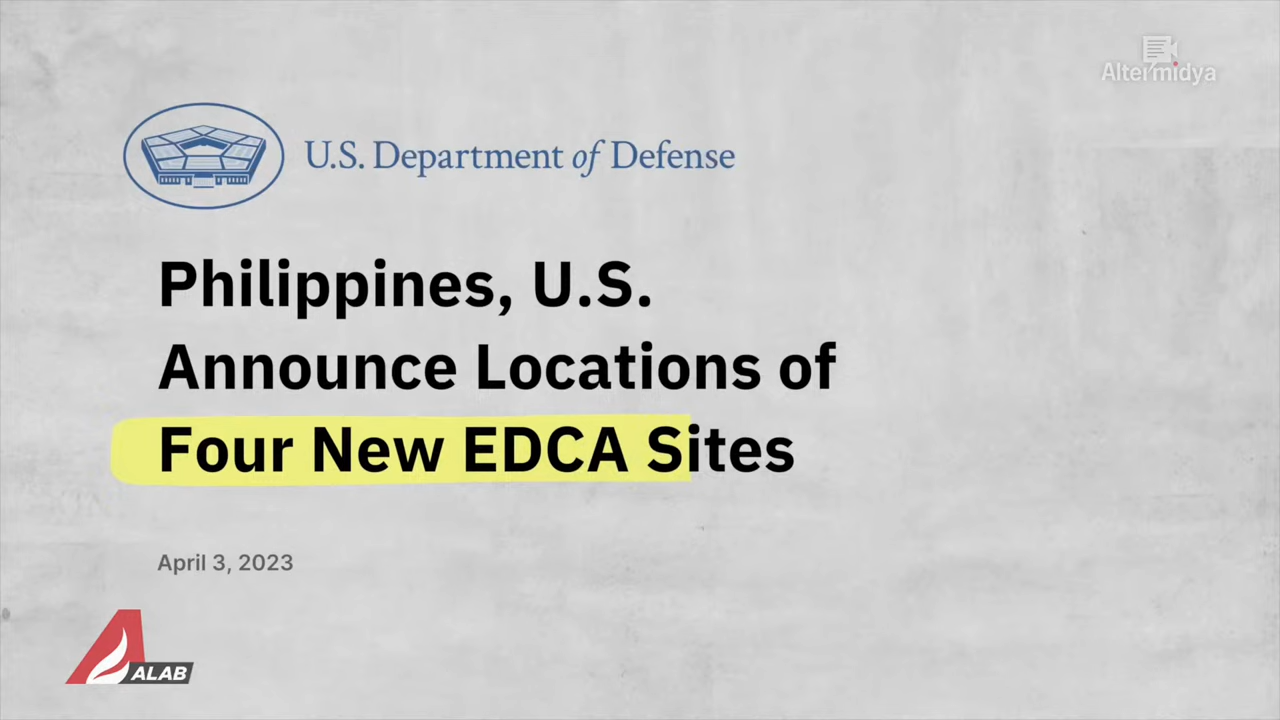 Altermidya
U.S. Department of Defense
Philippines, U.S.
Announce Locations of
Four New EDCA Sites
April 3, 2023
ALAB